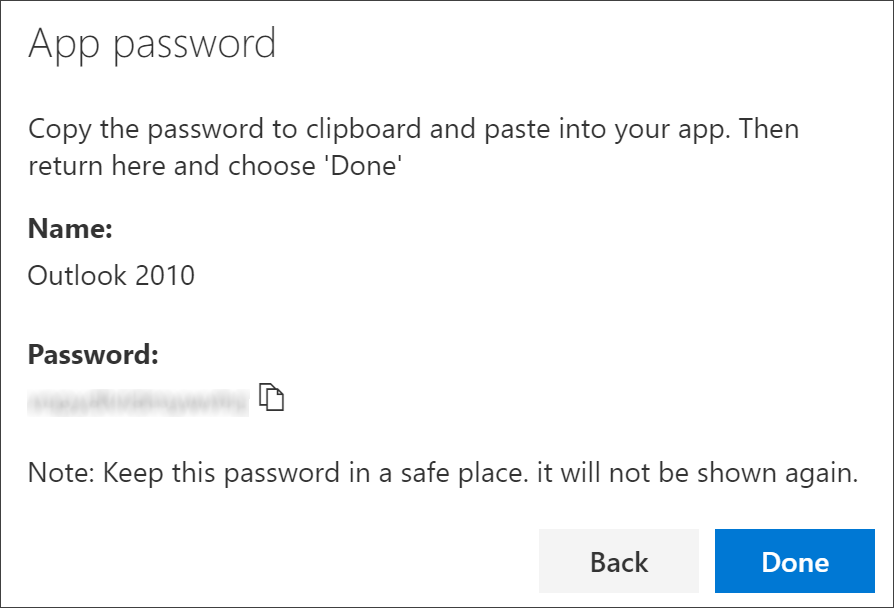 App password
Copy the password to clipboard and paste into your app. Then
return here and choose 'Done'
Name:
Outlook 2010
Password:
Note: Keep this password in a safe place. it will not be shown again.
Back
Done